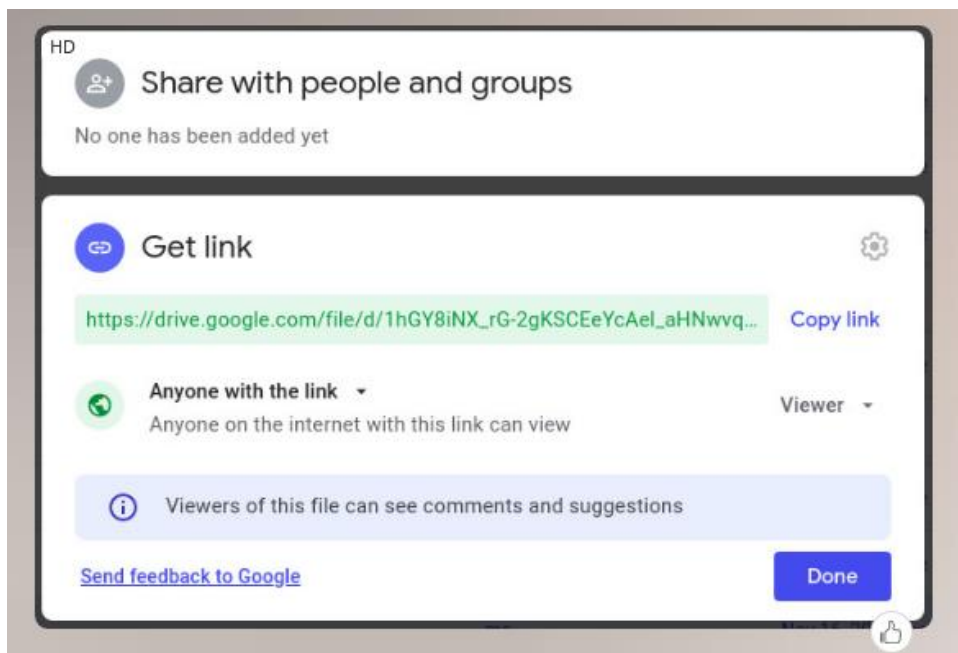 HD
Share with people and groups
No one has been added yet
Get link
https://drive.google.com/file/d/1hGY8iNX_rG-2gKSCEeYcAel_aHNwvq...
Copy link
Anyone with the link
Viewer
Anyone on the internet with this link can view
Viewers of this file can see comments and suggestions
Send feedback to Google
Done